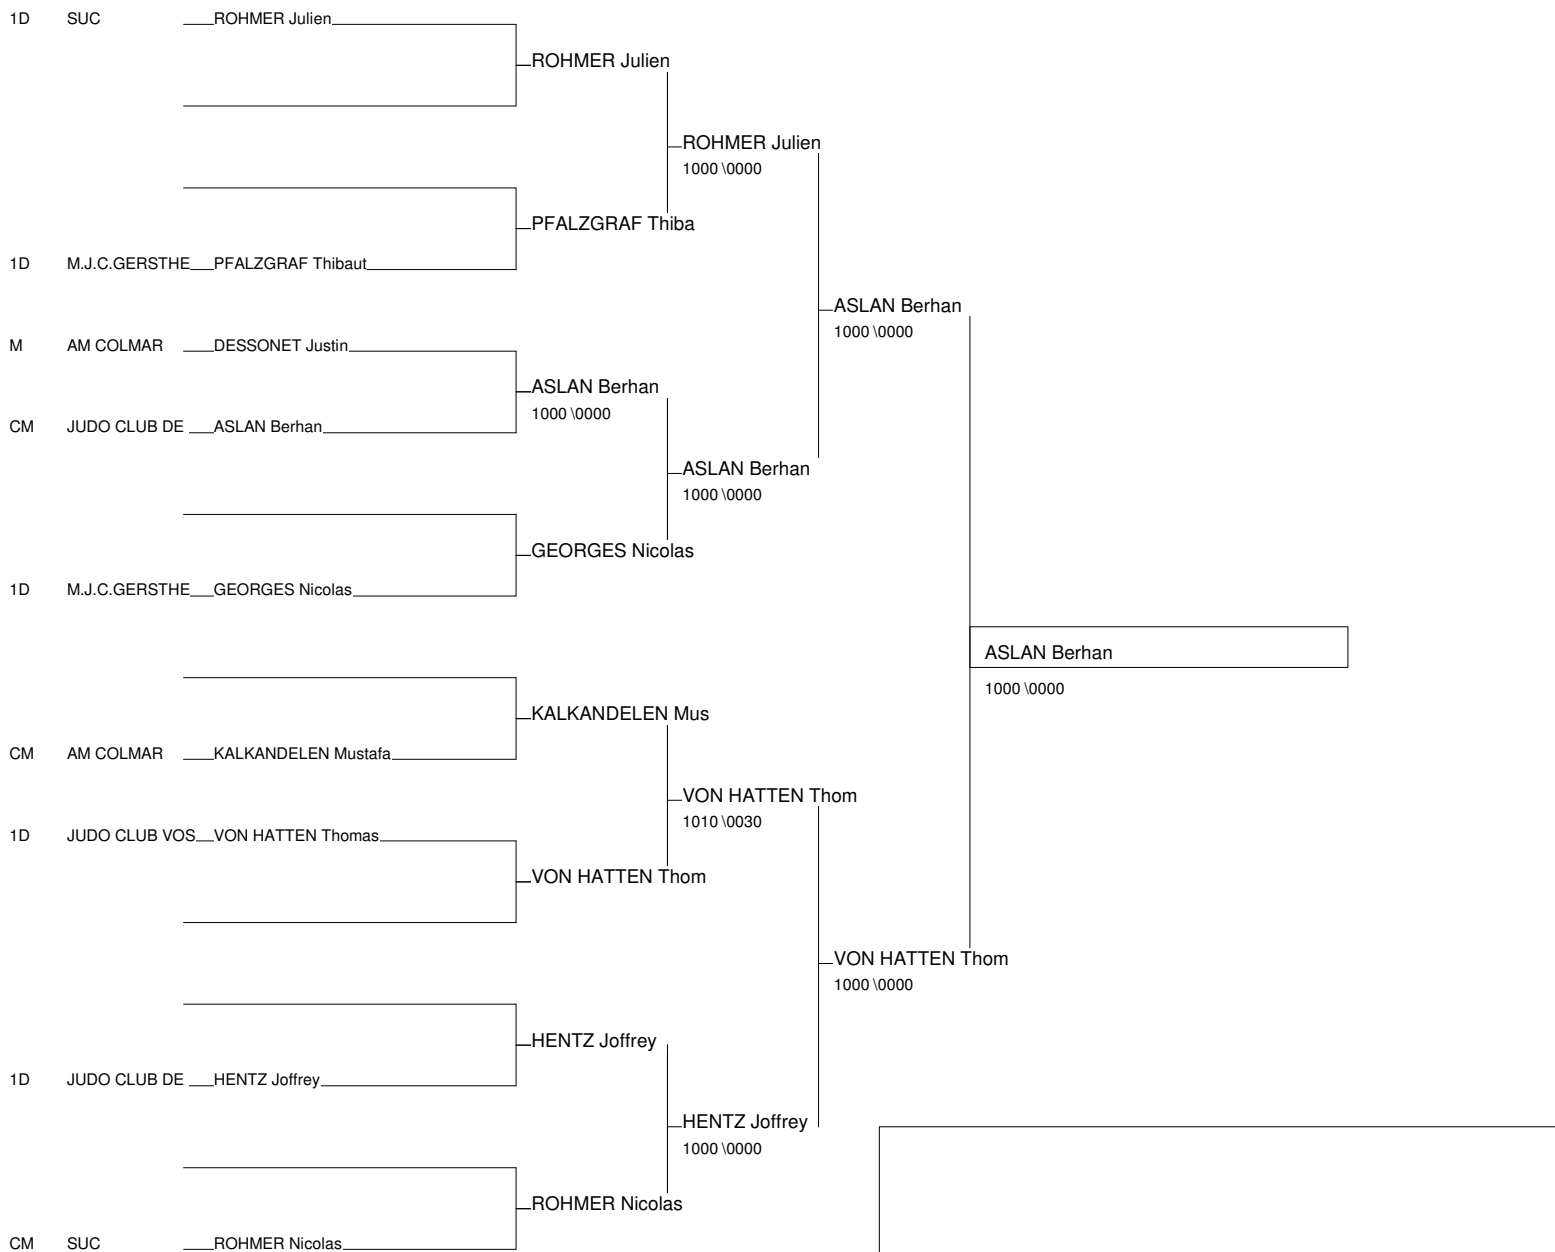 1D SUC ROHMER Julien
ROHMER Julien
ROHMER Julien
1000 \0000
PFALZGRAF Thiba
1D M.J.C.GERSTHE PFALZGRAF Thibaut
ASLAN Berhan
1000 \0000
M AM COLMAR DESSONET Justin
ASLAN Berhan
1000 \0000
CM JUDO CLUB DE ASLAN Berhan
ASLAN Berhan
1000 \0000
GEORGES Nicolas
1D M.J.C.GERSTHE GEORGES Nicolas
ASLAN Berhan
1000 \0000
KALKANDELEN Mus
CM AM COLMAR KALKANDELEN Mustafa
VON HATTEN Thom
1010 \0030
1D JUDO CLUB VOS VON HATTEN Thomas
VON HATTEN Thom
VON HATTEN Thom
1000 \0000
HENTZ Joffrey
1D JUDO CLUB DE HENTZ Joffrey
HENTZ Joffrey
1000 \0000
ROHMER Nicolas
CM SUC ROHMER Nicolas